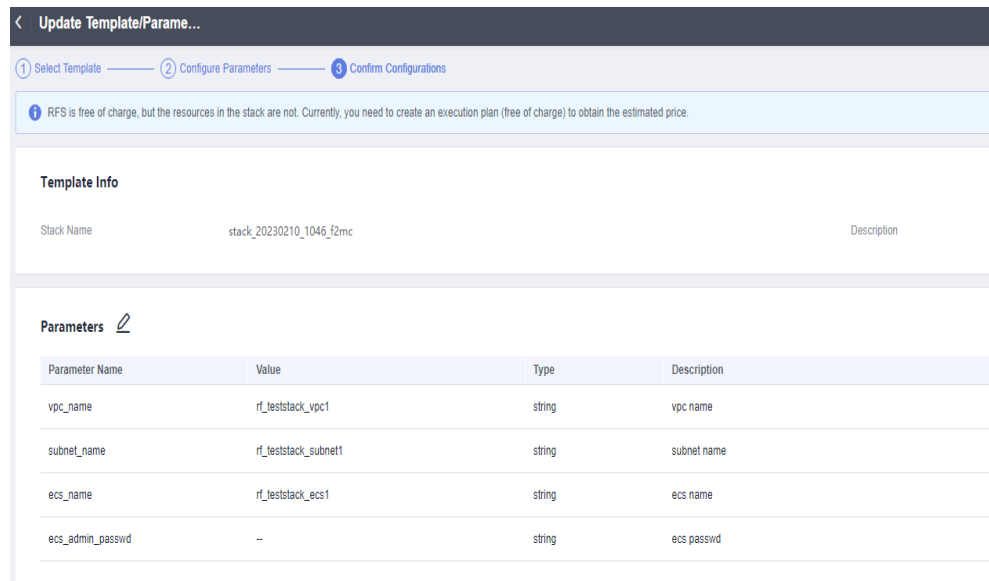 Update Template/Parame...
1 Select Template 2 Configure Parameters 3 Confirm Configurations
RFS is free of charge, but the resources in the stack are not. Currently, you need to create an execution plan (free of charge) to obtain the estimated price.
Template Info
Stack Name stack_20230210_1046_f2mc Description
Parameters
Parameter Name Value Type Description
vpc_name rf_teststack_vpc1 string vpc name
subnet_name rf_teststack_subnet1 string subnet name
ecs_name rf_teststack_ecs1 string ecs name
ecs_admin_passwd -- string ecs passwd